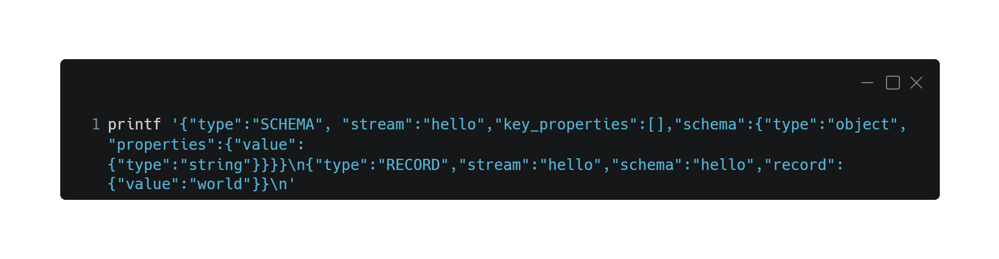 1 printf '{"type":"SCHEMA", "stream":"hello","key_properties":[],"schema":{"type":"object",
"properties":{"value":
{"type":"string"}}}}\n{"type":"RECORD","stream":"hello","schema":"hello","record":
{"value":"world"}}\n'